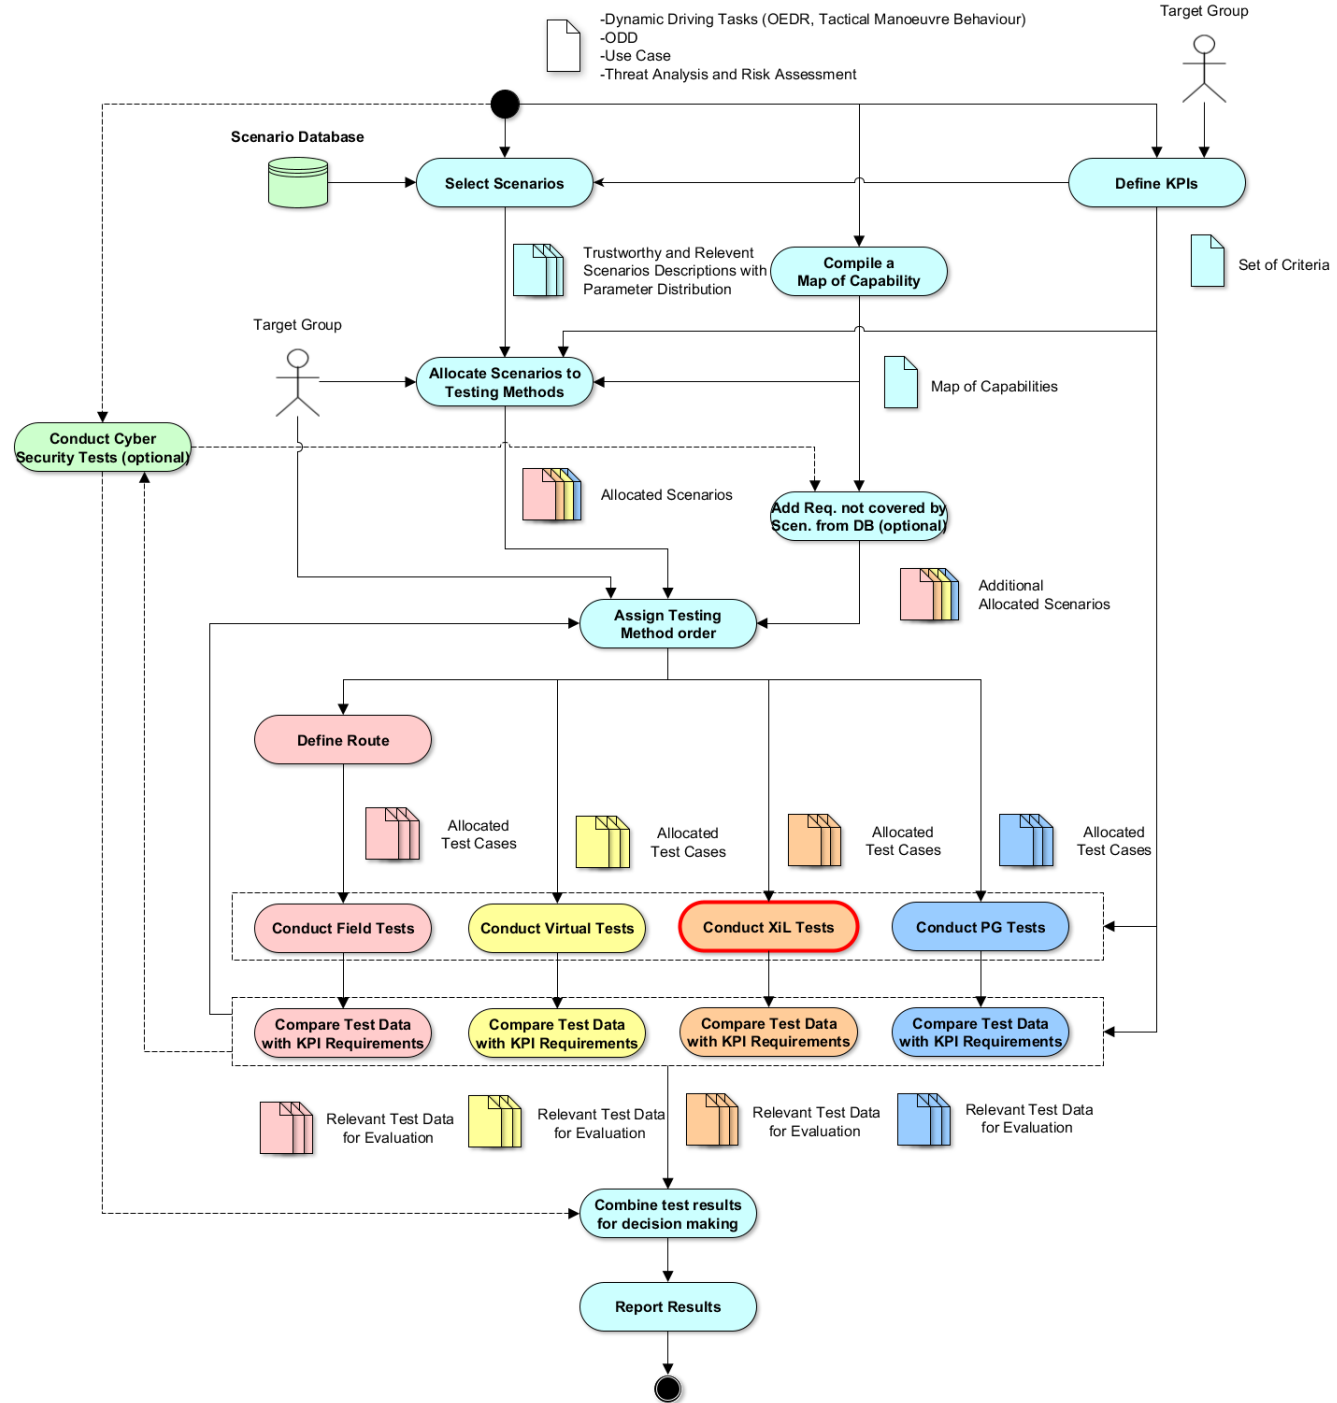 -Dynamic Driving Tasks (OEDR, Tactical Manoeuvre Behaviour)
-ODD
-Use Case
-Threat Analysis and Risk Assessment
Target Group
Scenario Database
Select Scenarios
Define KPIs
Trustworthy and Relevent
Scenarios Descriptions with
Parameter Distribution
Compile a
Map of Capability
Set of Criteria
Target Group
Allocate Scenarios to
Testing Methods
Map of Capabilities
Conduct Cyber
Security Tests (optional)
Allocated Scenarios
Add Req. not covered by
Scen. from DB (optional)
Additional
Allocated Scenarios
Assign Testing
Method order
Define Route
Allocated
Test Cases
Allocated
Test Cases
Allocated
Test Cases
Allocated
Test Cases
Conduct Field Tests
Conduct Virtual Tests
Conduct XiL Tests
Conduct PG Tests
Compare Test Data
with KPI Requirements
Compare Test Data
with KPI Requirements
Compare Test Data
with KPI Requirements
Compare Test Data
with KPI Requirements
Relevant Test Data
for Evaluation
Relevant Test Data
for Evaluation
Relevant Test Data
for Evaluation
Relevant Test Data
for Evaluation
Combine test results
for decision making
Report Results